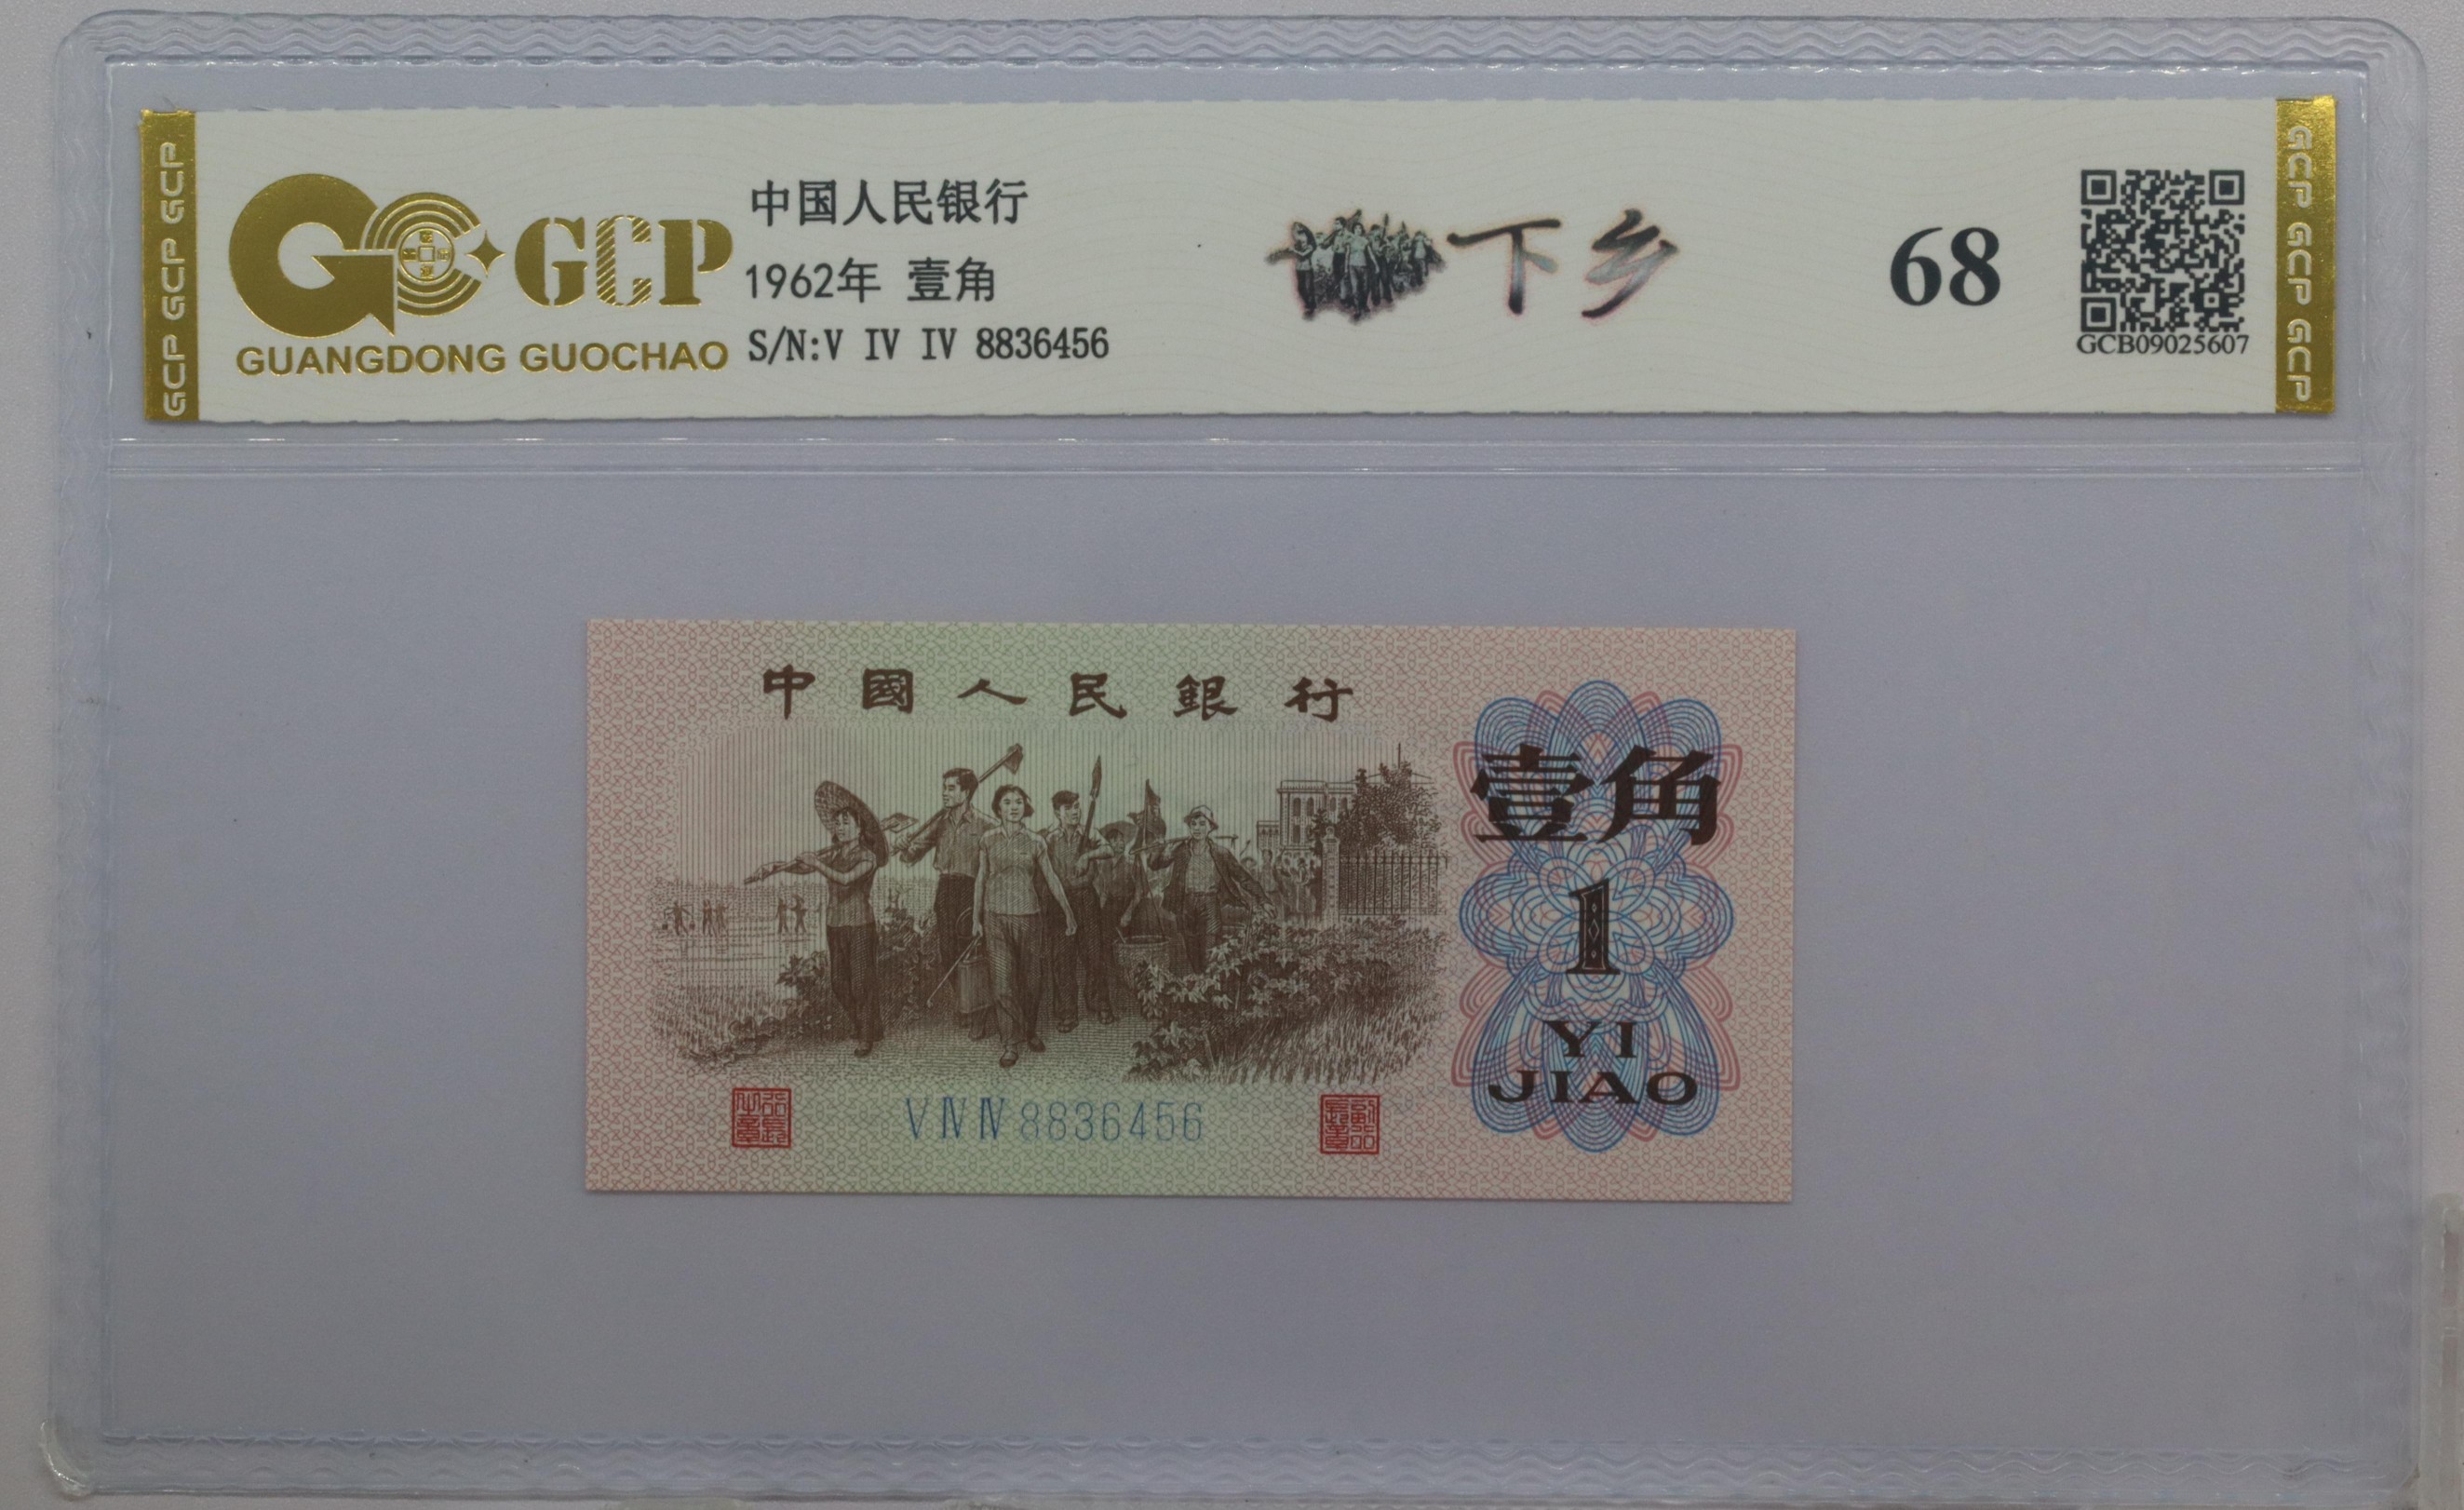 GCP GCP GCP
GCP
GUANGDONG GUOCHAO
中国人民银行
1962年 壹角
S/N:V IV IV 8836456
下乡
68
GCB09025607
GCP GCP GCP
中國人民銀行
壹角
1
YI
JIAO
V IV IV 8836456